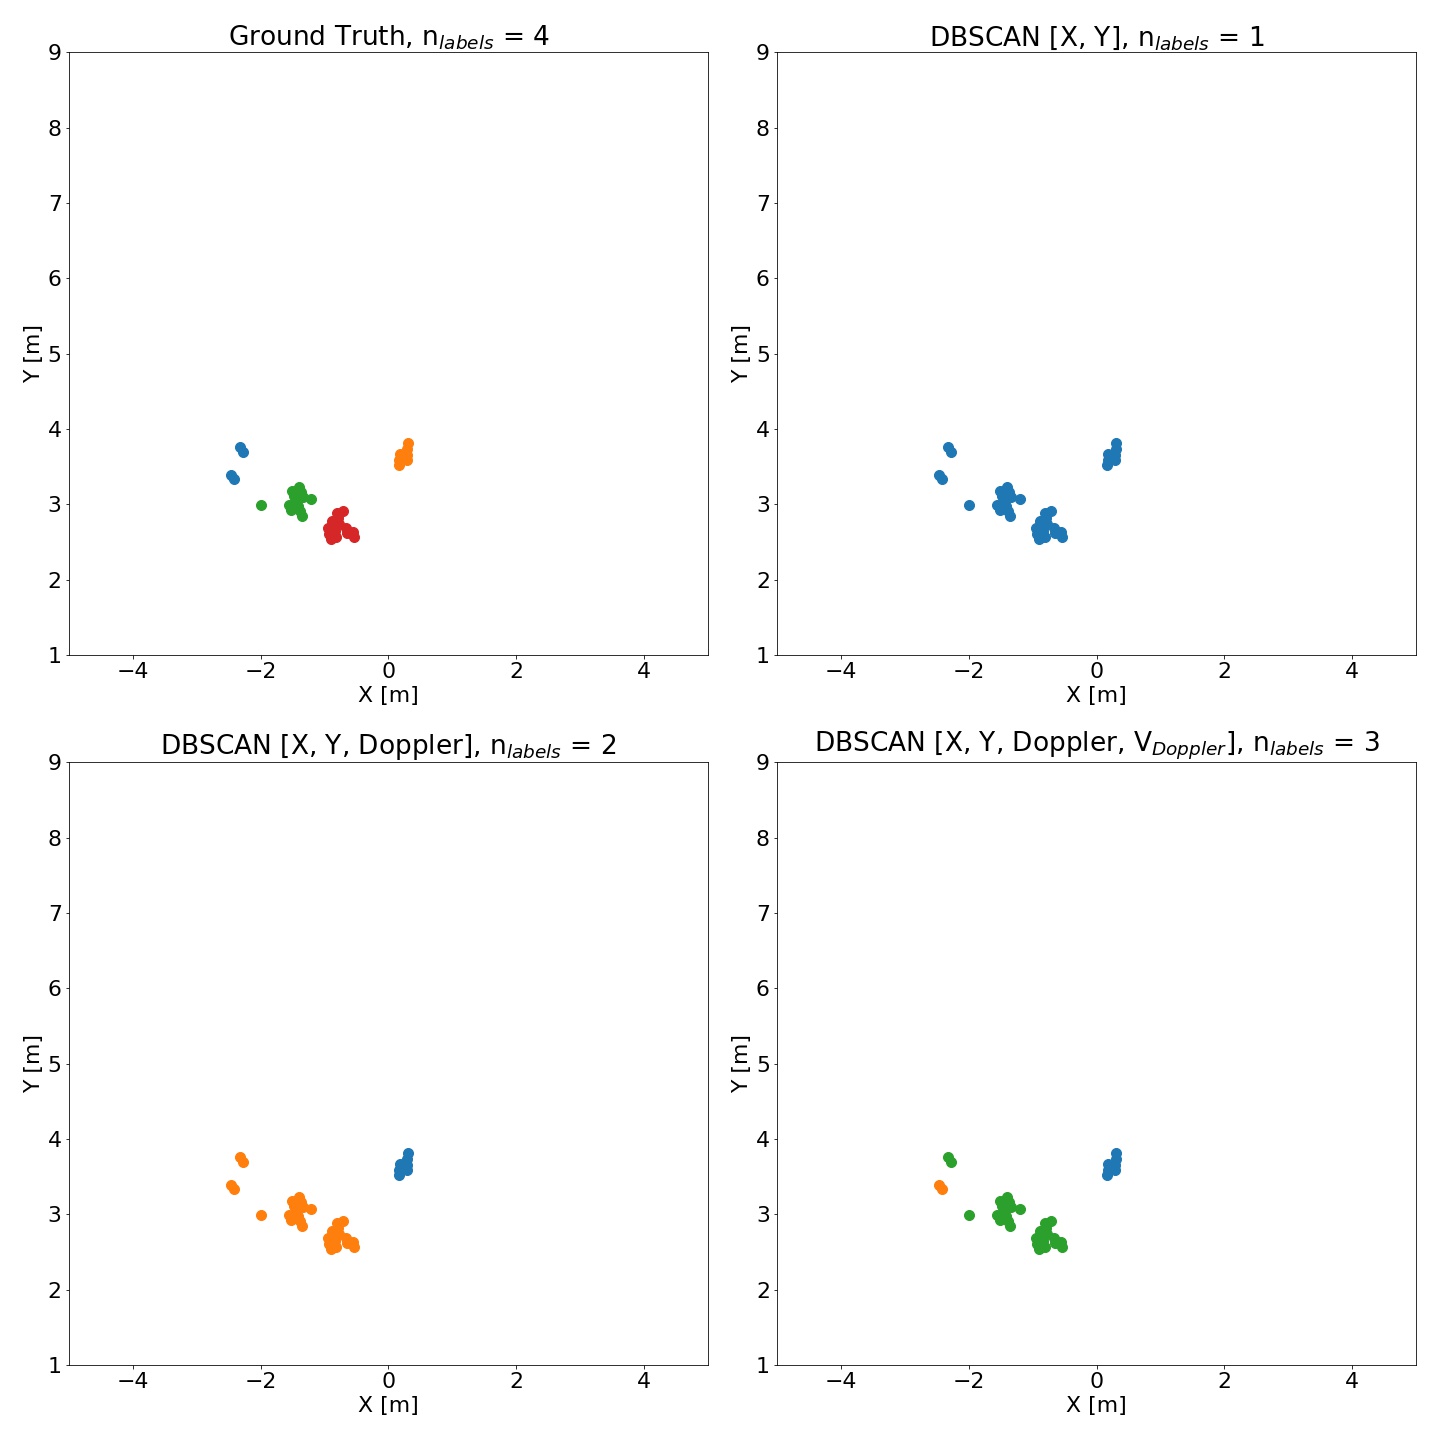 Ground Truth, n_labels = 4
9
8
7
6
5
4
3
2
1
Y [m]
−4 −2 0 2 4
X [m]
DBSCAN [X, Y], n_labels = 1
9
8
7
6
5
4
3
2
1
Y [m]
−4 −2 0 2 4
X [m]
DBSCAN [X, Y, Doppler], n_labels = 2
9
8
7
6
5
4
3
2
1
Y [m]
−4 −2 0 2 4
X [m]
DBSCAN [X, Y, Doppler, V_Doppler], n_labels = 3
9
8
7
6
5
4
3
2
1
Y [m]
−4 −2 0 2 4
X [m]